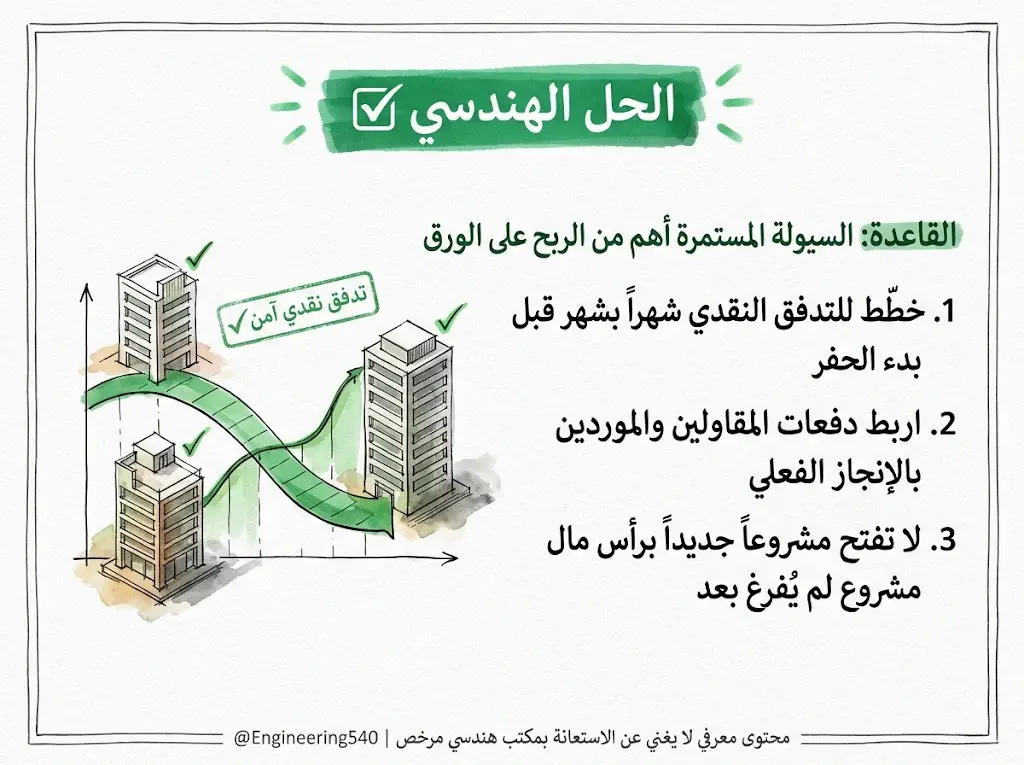 الحل الهندسي
القاعدة: السيولة المستمرة أهم من الربح على الورق
1. خطّط للتدفق النقدي شهراً بشهر قبل
بدء الحفر
2. اربط دفعات المقاولين والموردين
بالإنجاز الفعلي
3. لا تفتح مشروعاً جديداً برأس مال
مشروع لم يُفرغ بعد
تدفق نقدي آمن
محتوى معرفي لا يغني عن الاستعانة بمكتب هندسي مرخص | @Engineering540